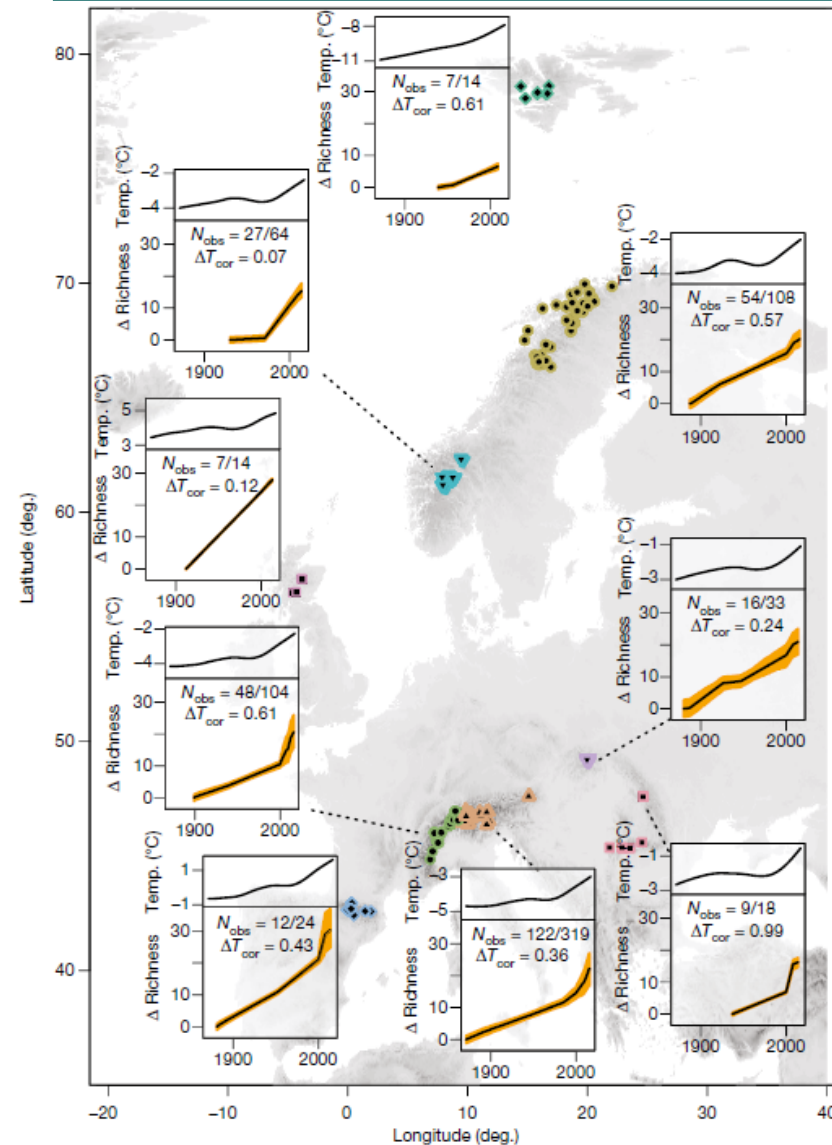 80
70
60
50
40
Latitude (deg.)
−20
−10
0
10
20
30
40
Longitude (deg.)
Temp. (°C)
−8
−11
Δ Richness
30
10
0
N_obs = 7/14
ΔT_cor = 0.61
1900
2000
Temp. (°C)
−2
−4
Δ Richness
30
10
0
N_obs = 27/64
ΔT_cor = 0.07
1900
2000
Temp. (°C)
−2
−4
Δ Richness
30
10
0
N_obs = 54/108
ΔT_cor = 0.57
1900
2000
Temp. (°C)
5
3
Δ Richness
30
10
0
N_obs = 7/14
ΔT_cor = 0.12
1900
2000
Temp. (°C)
−1
−3
Δ Richness
30
10
0
N_obs = 16/33
ΔT_cor = 0.24
1900
2000
Temp. (°C)
−2
−4
Δ Richness
30
10
0
N_obs = 48/104
ΔT_cor = 0.61
1900
2000
Temp. (°C)
1
−1
Δ Richness
30
10
0
N_obs = 12/24
ΔT_cor = 0.43
1900
2000
Temp. (°C)
−3
−5
Δ Richness
30
10
0
N_obs = 122/319
ΔT_cor = 0.36
1900
2000
Temp. (°C)
−1
−3
Δ Richness
30
10
0
N_obs = 9/18
ΔT_cor = 0.99
1900
2000